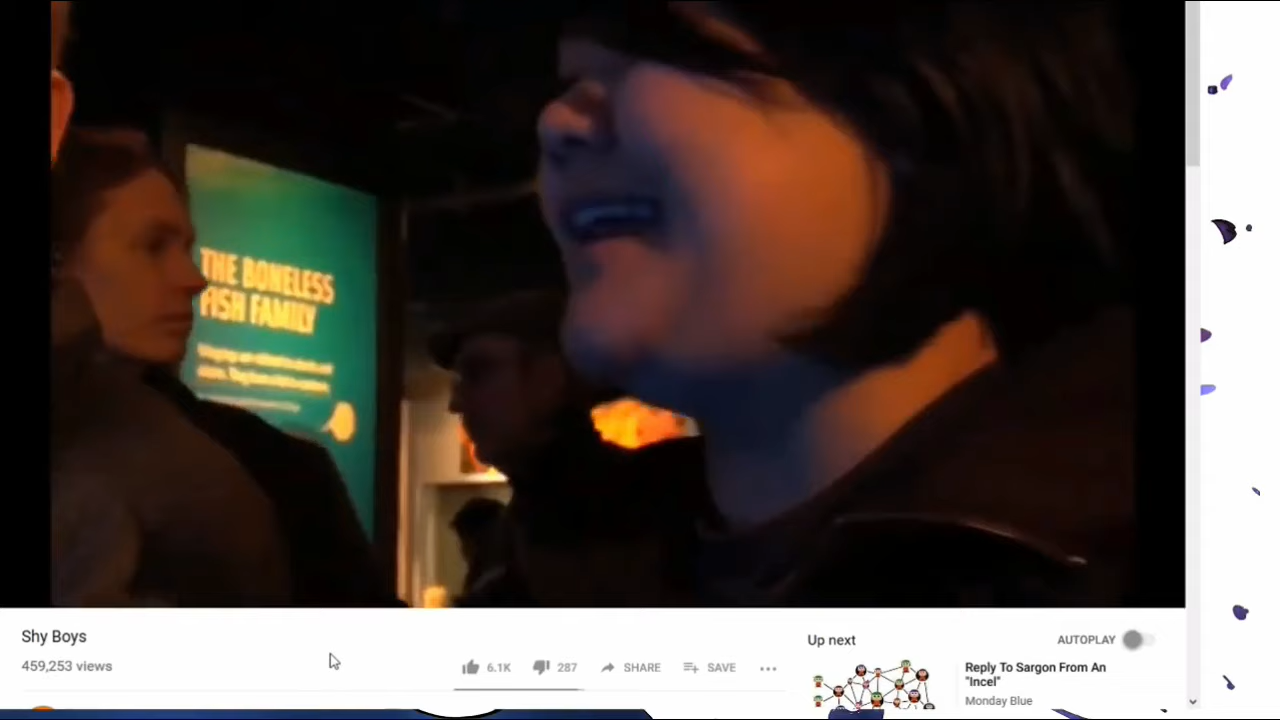 THE BONELESS
FISH FAMILY
Shy Boys
459,253 views
6.1K
287
SHARE
SAVE
Up next
AUTOPLAY
Reply To Sargon From An
"Incel"
Monday Blue